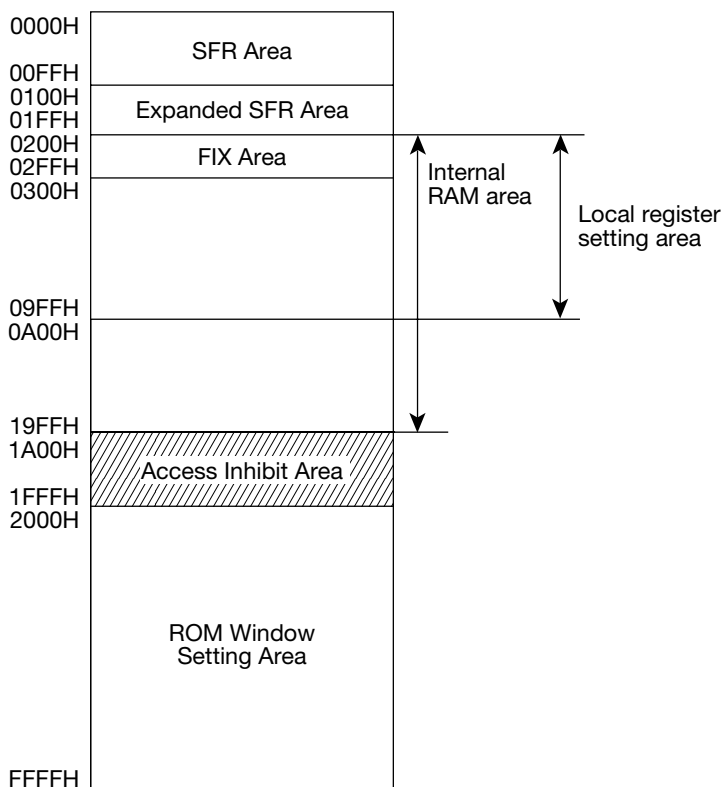 0000H
SFR Area
00FFH
0100H
Expanded SFR Area
01FFH
0200H
FIX Area
02FFH
0300H
Internal
RAM area
Local register
setting area
09FFH
0A00H
19FFH
1A00H
Access Inhibit Area
1FFFH
2000H
ROM Window
Setting Area
FFFFH